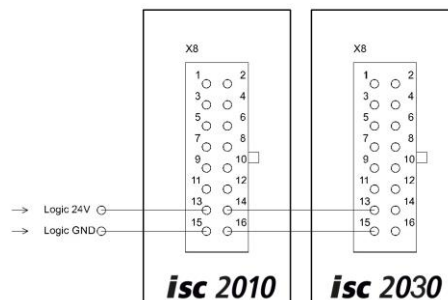 X8 X8
1 2 1 2
3 4 3 4
5 6 5 6
7 8 7 8
9 10 9 10
11 12 11 12
Logic 24V 13 14 13 14
Logic GND 15 16 15 16
isc 2010 isc 2030